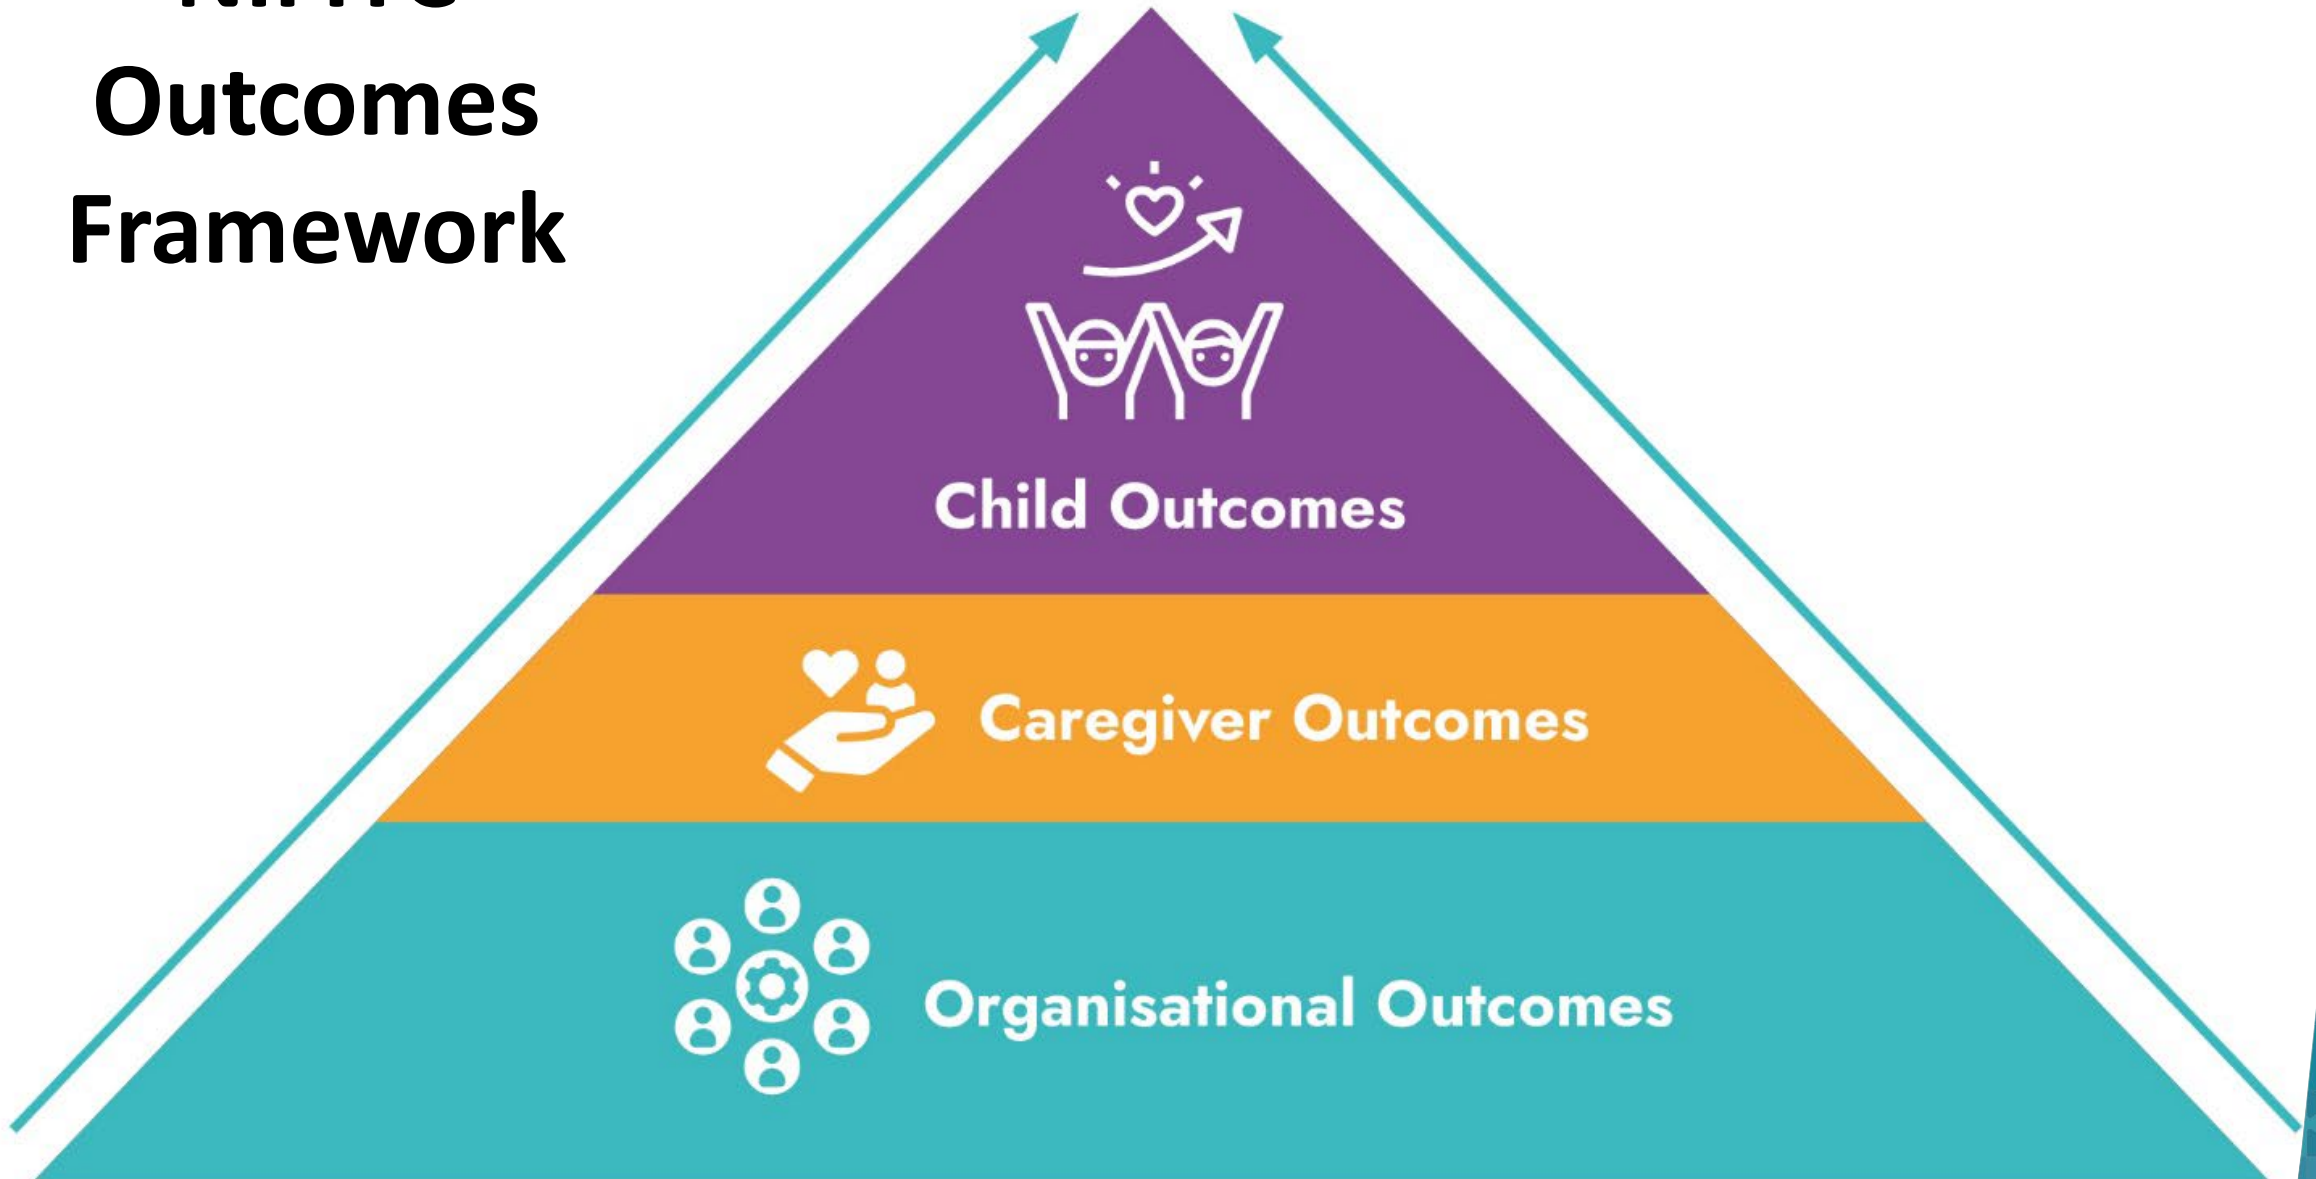 Outcomes
Framework
Child Outcomes
Caregiver Outcomes
Organisational Outcomes